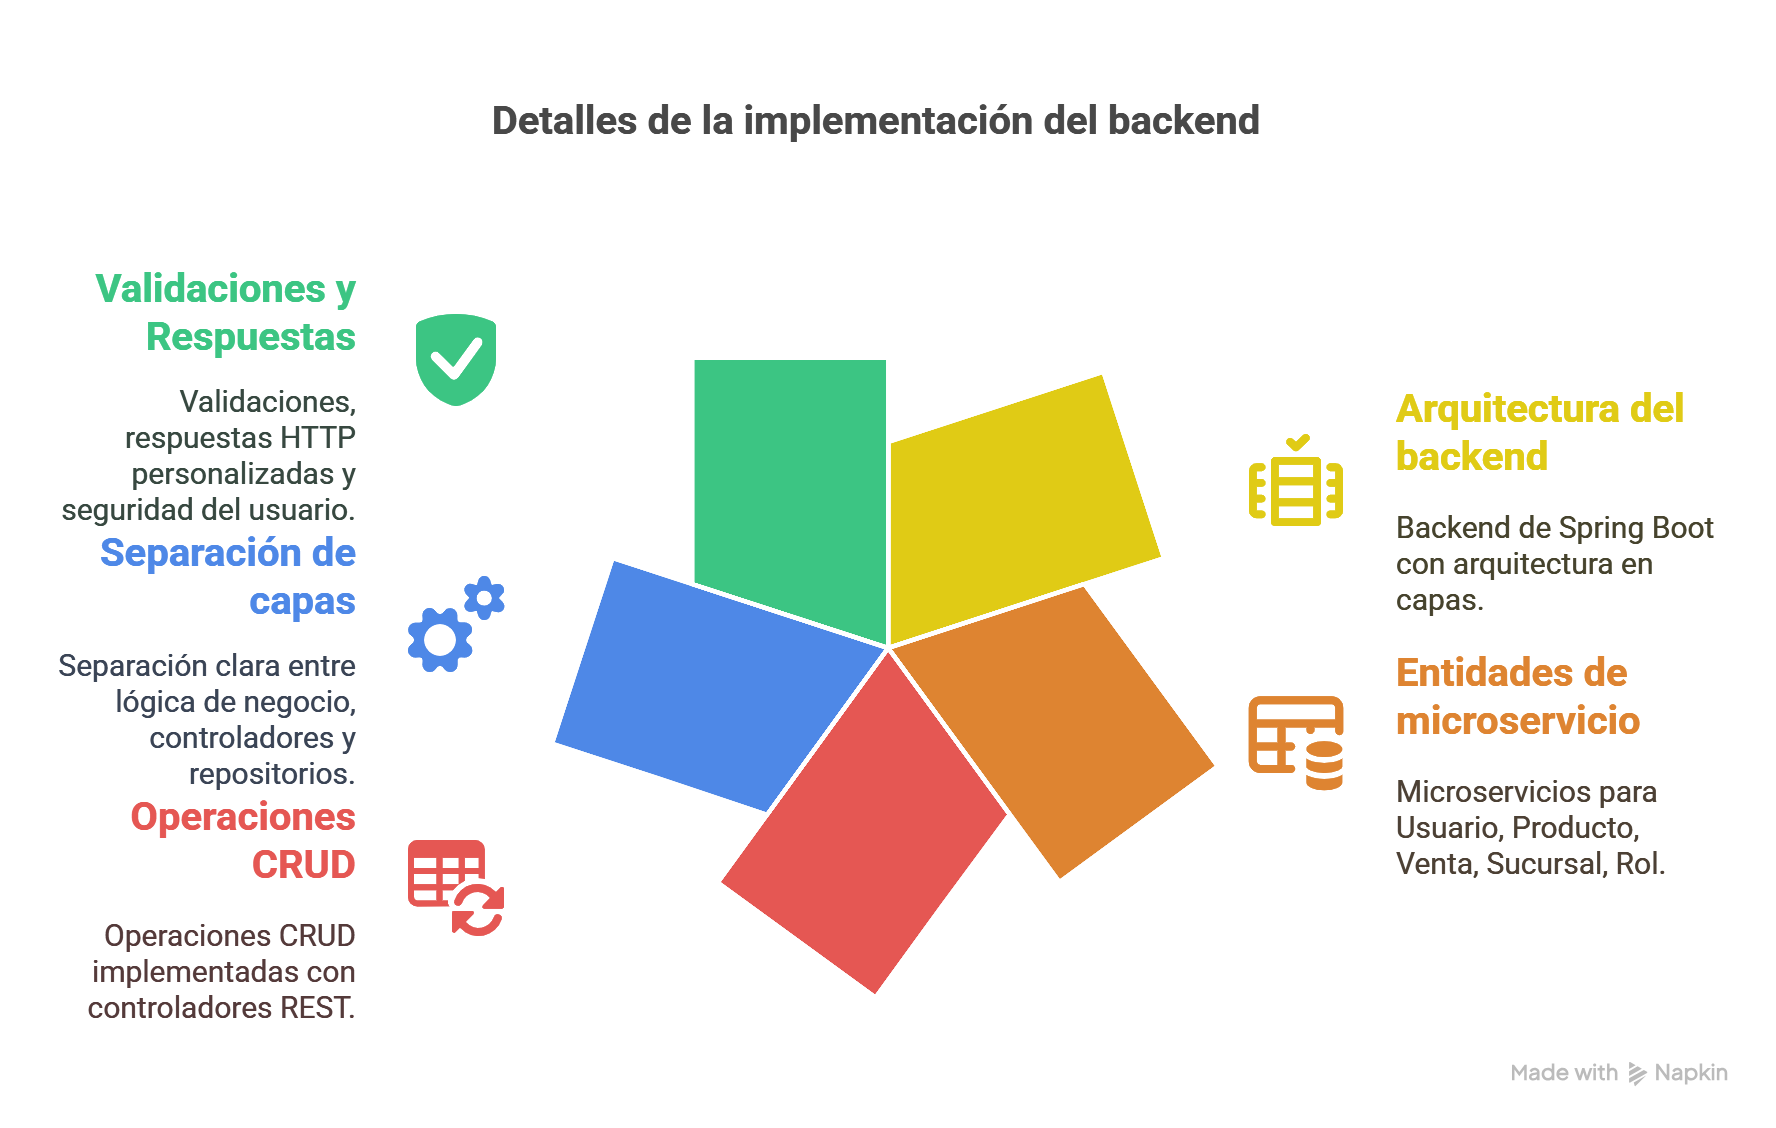 Detalles de la implementación del backend
Validaciones y
Respuestas
Validaciones,
respuestas HTTP
personalizadas y
seguridad del usuario.
Separación de
capas
Separación clara entre
lógica de negocio,
controladores y
repositorios.
Operaciones
CRUD
Operaciones CRUD
implementadas con
controladores REST.
Arquitectura del
backend
Backend de Spring Boot
con arquitectura en
capas.
Entidades de
microservicio
Microservicios para
Usuario, Producto,
Venta, Sucursal, Rol.
Made with Napkin